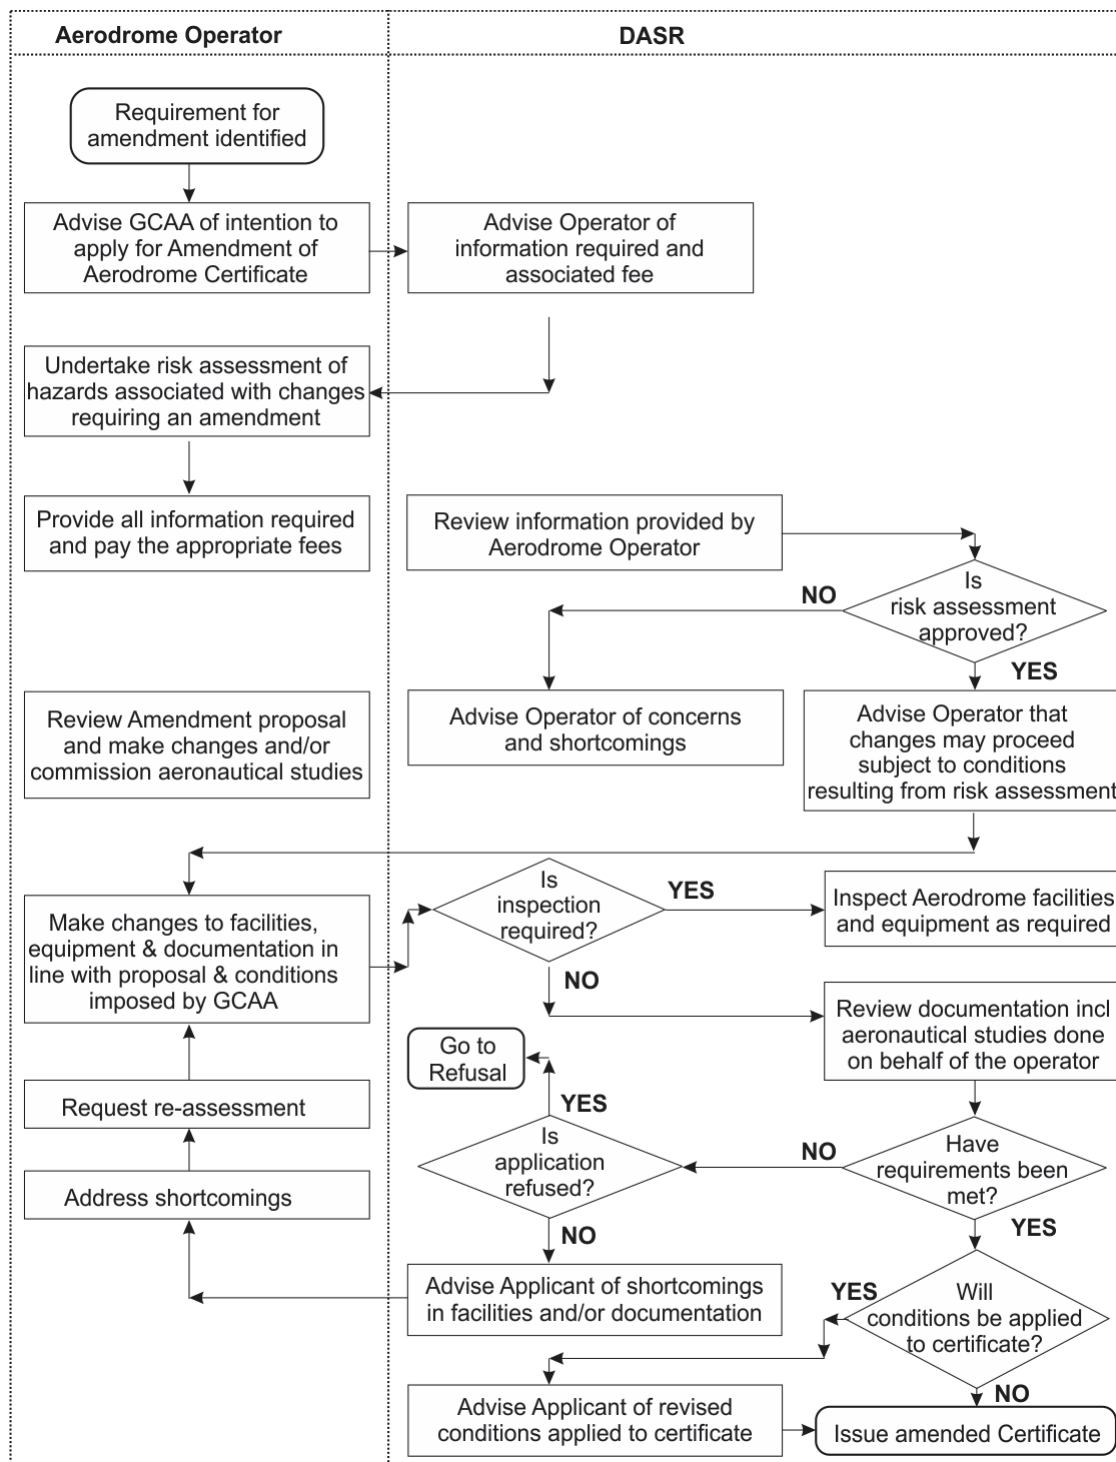 Aerodrome Operator
DASR
Requirement for
amendment identified
Advise GCAA of intention to
apply for Amendment of
Aerodrome Certificate
Advise Operator of
information required and
associated fee
Undertake risk assessment of
hazards associated with changes
requiring an amendment
Provide all information required
and pay the appropriate fees
Review information provided by
Aerodrome Operator
Is
risk assessment
approved?
NO
YES
Review Amendment proposal
and make changes and/or
commission aeronautical studies
Advise Operator of concerns
and shortcomings
Advise Operator that
changes may proceed
subject to conditions
resulting from risk assessment
Make changes to facilities,
equipment & documentation in
line with proposal & conditions
imposed by GCAA
Is
inspection
required?
YES
NO
Inspect Aerodrome facilities
and equipment as required
Review documentation incl
aeronautical studies done
on behalf of the operator
Go to
Refusal
YES
Request re-assessment
Is
application
refused?
NO
Have
requirements been
met?
NO
YES
Address shortcomings
Advise Applicant of shortcomings
in facilities and/or documentation
YES
Will
conditions be applied
to certificate?
NO
Advise Applicant of revised
conditions applied to certificate
Issue amended Certificate